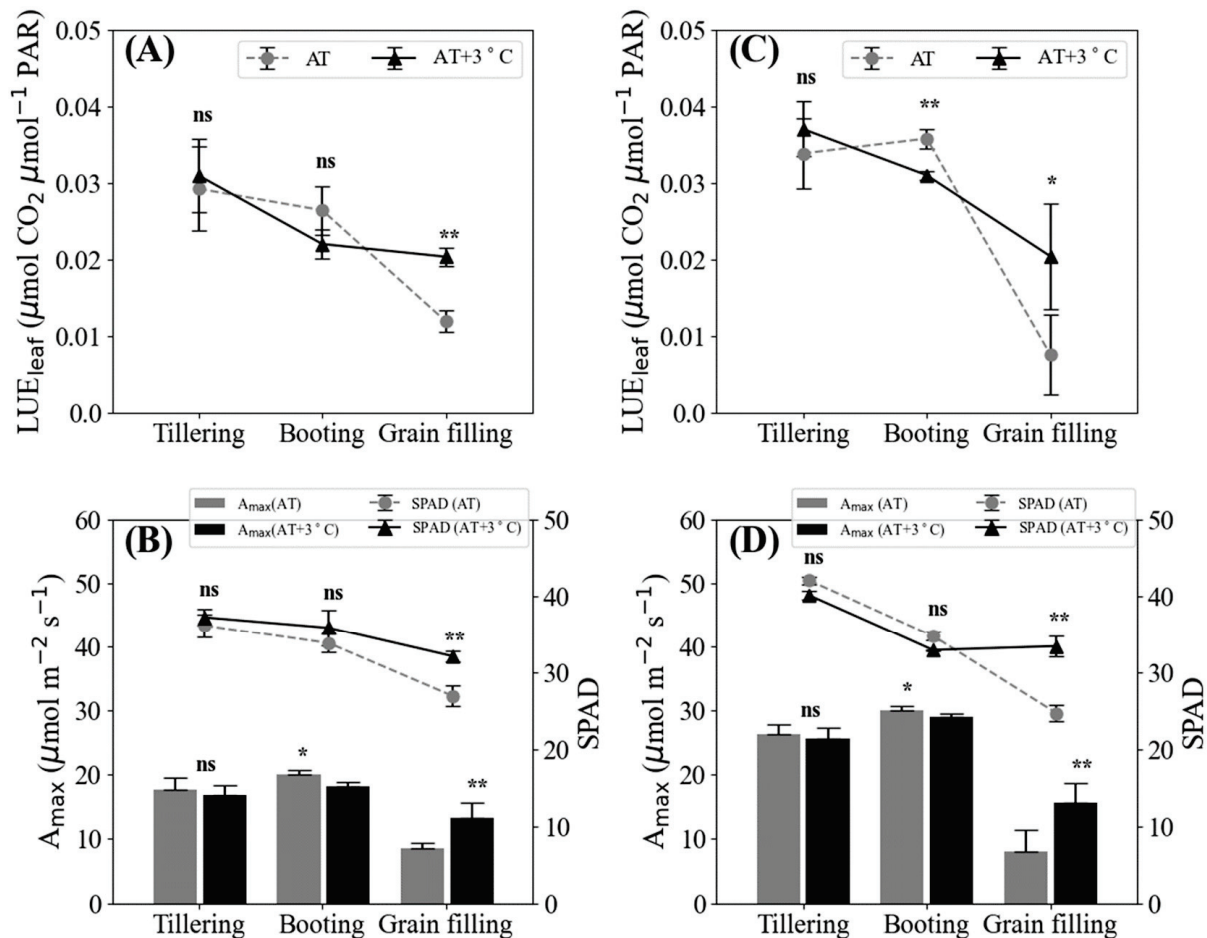 (A)
AT
AT+3°C
0.05
0.04
0.03
0.02
0.01
0.0
LUEleaf (μmol CO2 μmol−1 PAR)
ns
ns
**
Tillering
Booting
Grain filling
(C)
AT
AT+3°C
0.05
0.04
0.03
0.02
0.01
0.0
LUEleaf (μmol CO2 μmol−1 PAR)
ns
**
*
Tillering
Booting
Grain filling
(B)
Amax(AT)
SPAD (AT)
Amax(AT+3°C)
SPAD (AT+3°C)
60
50
40
30
20
10
0
Amax (μmol m−2 s−1)
ns
ns
**
ns
*
**
50
40
30
20
10
0
SPAD
Tillering
Booting
Grain filling
(D)
Amax (AT)
SPAD (AT)
Amax (AT+3°C)
SPAD (AT+3°C)
60
50
40
30
20
10
0
Amax (μmol m−2 s−1)
ns
ns
**
ns
*
**
50
40
30
20
10
0
SPAD
Tillering
Booting
Grain filling